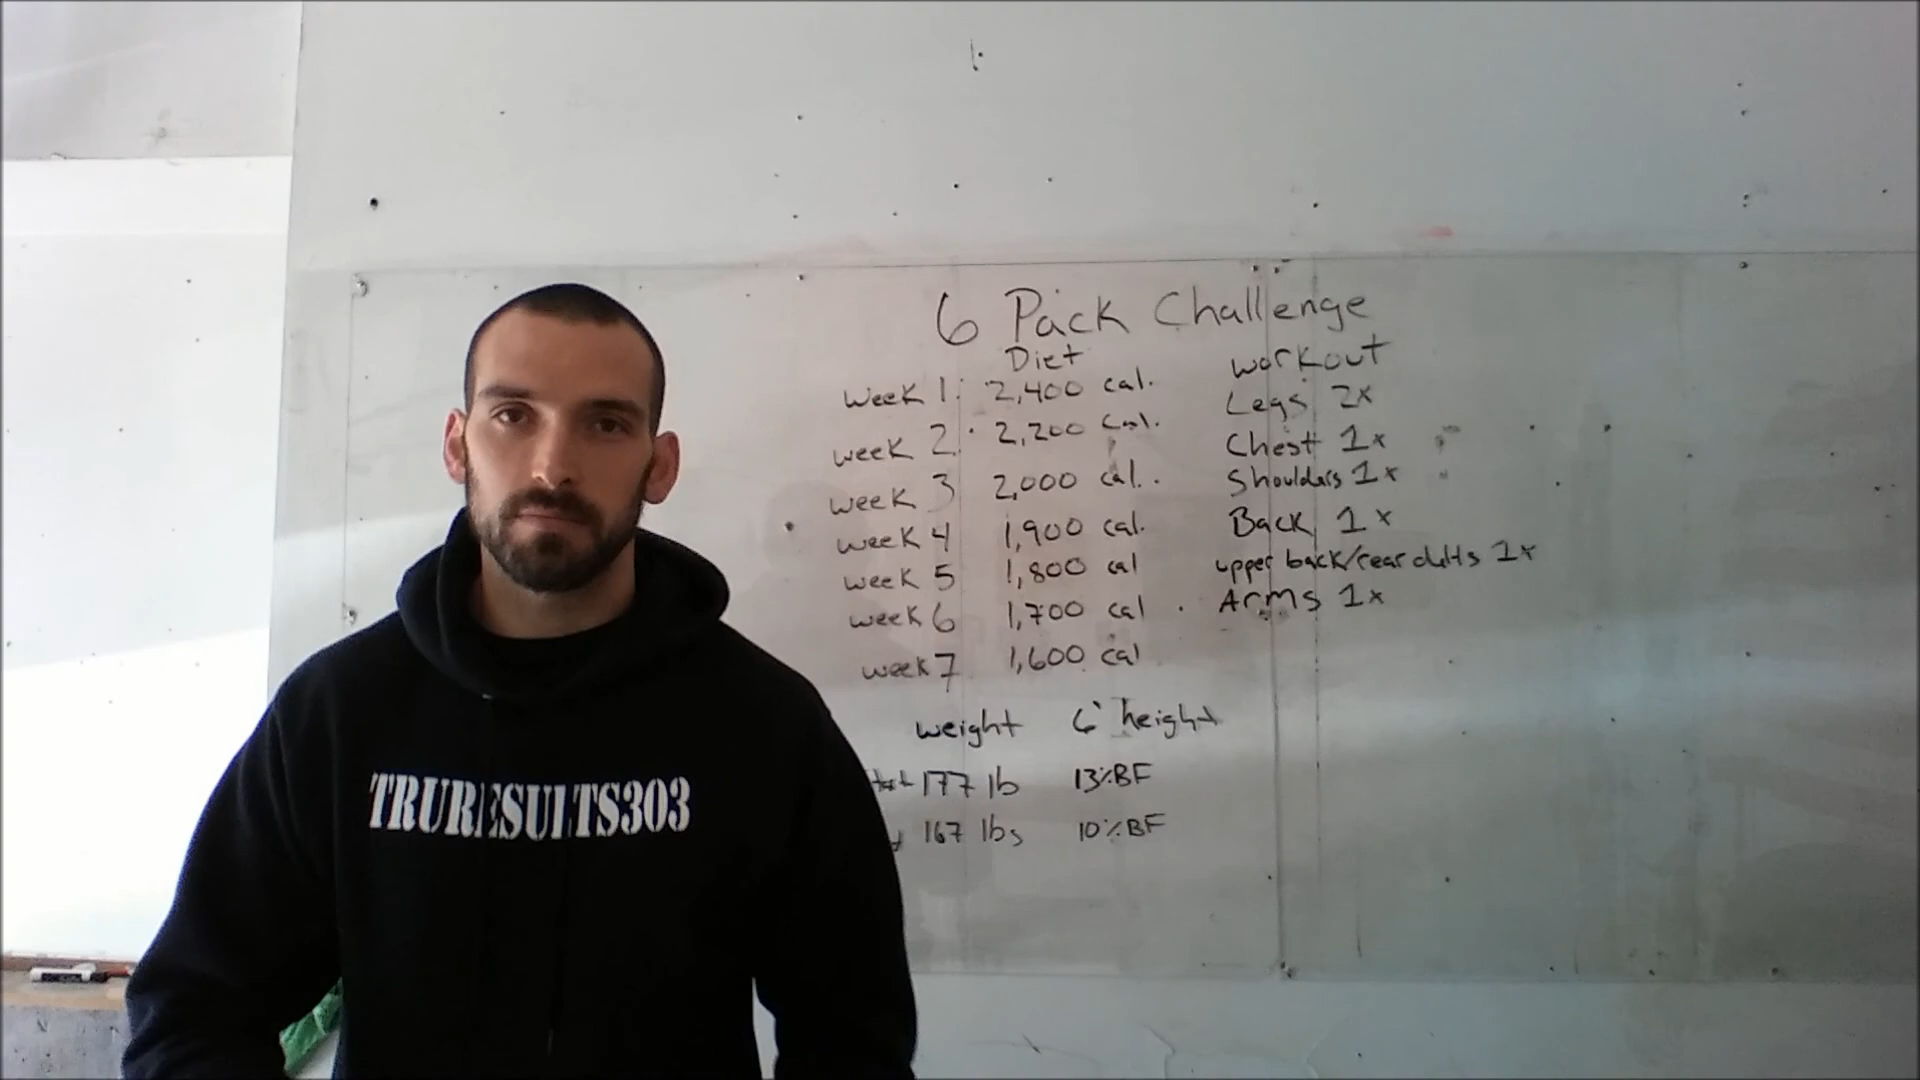 6 Pack Challenge
Diet
Workout
Week 1: 2,400 cal.
Legs 2x
week 2: 2,200 Cal.
Chest 1x
week 3 2,000 cal.
Shoulders 1x
week 4 1,900 cal.
Back 1x
week 5 1,800 cal
upper back/rear delts 1x
week 6 1,700 cal
Arms 1x
week 7 1,600 cal
weight 6' height
177 lb 13%BF
167 lbs 10%BF
TRURESULTS303